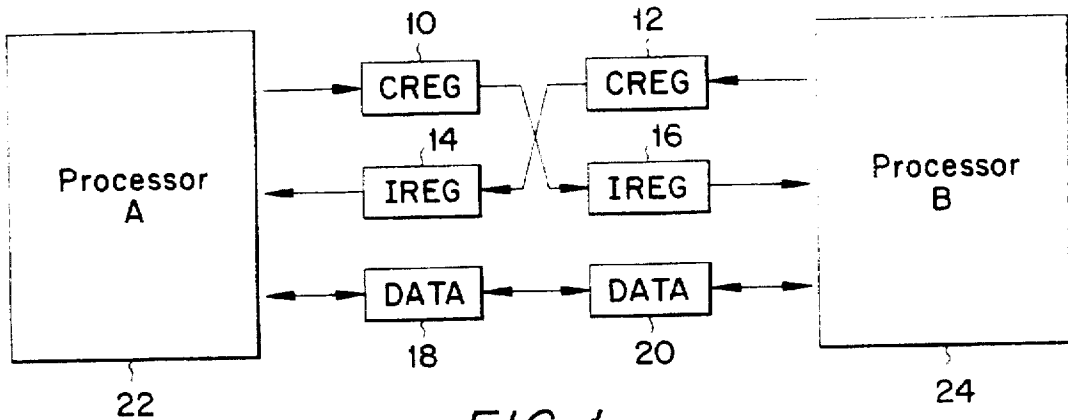 10
12
CREG
CREG
14
16
Processor
A
IREG
IREG
Processor
B
DATA
DATA
18
20
22
24